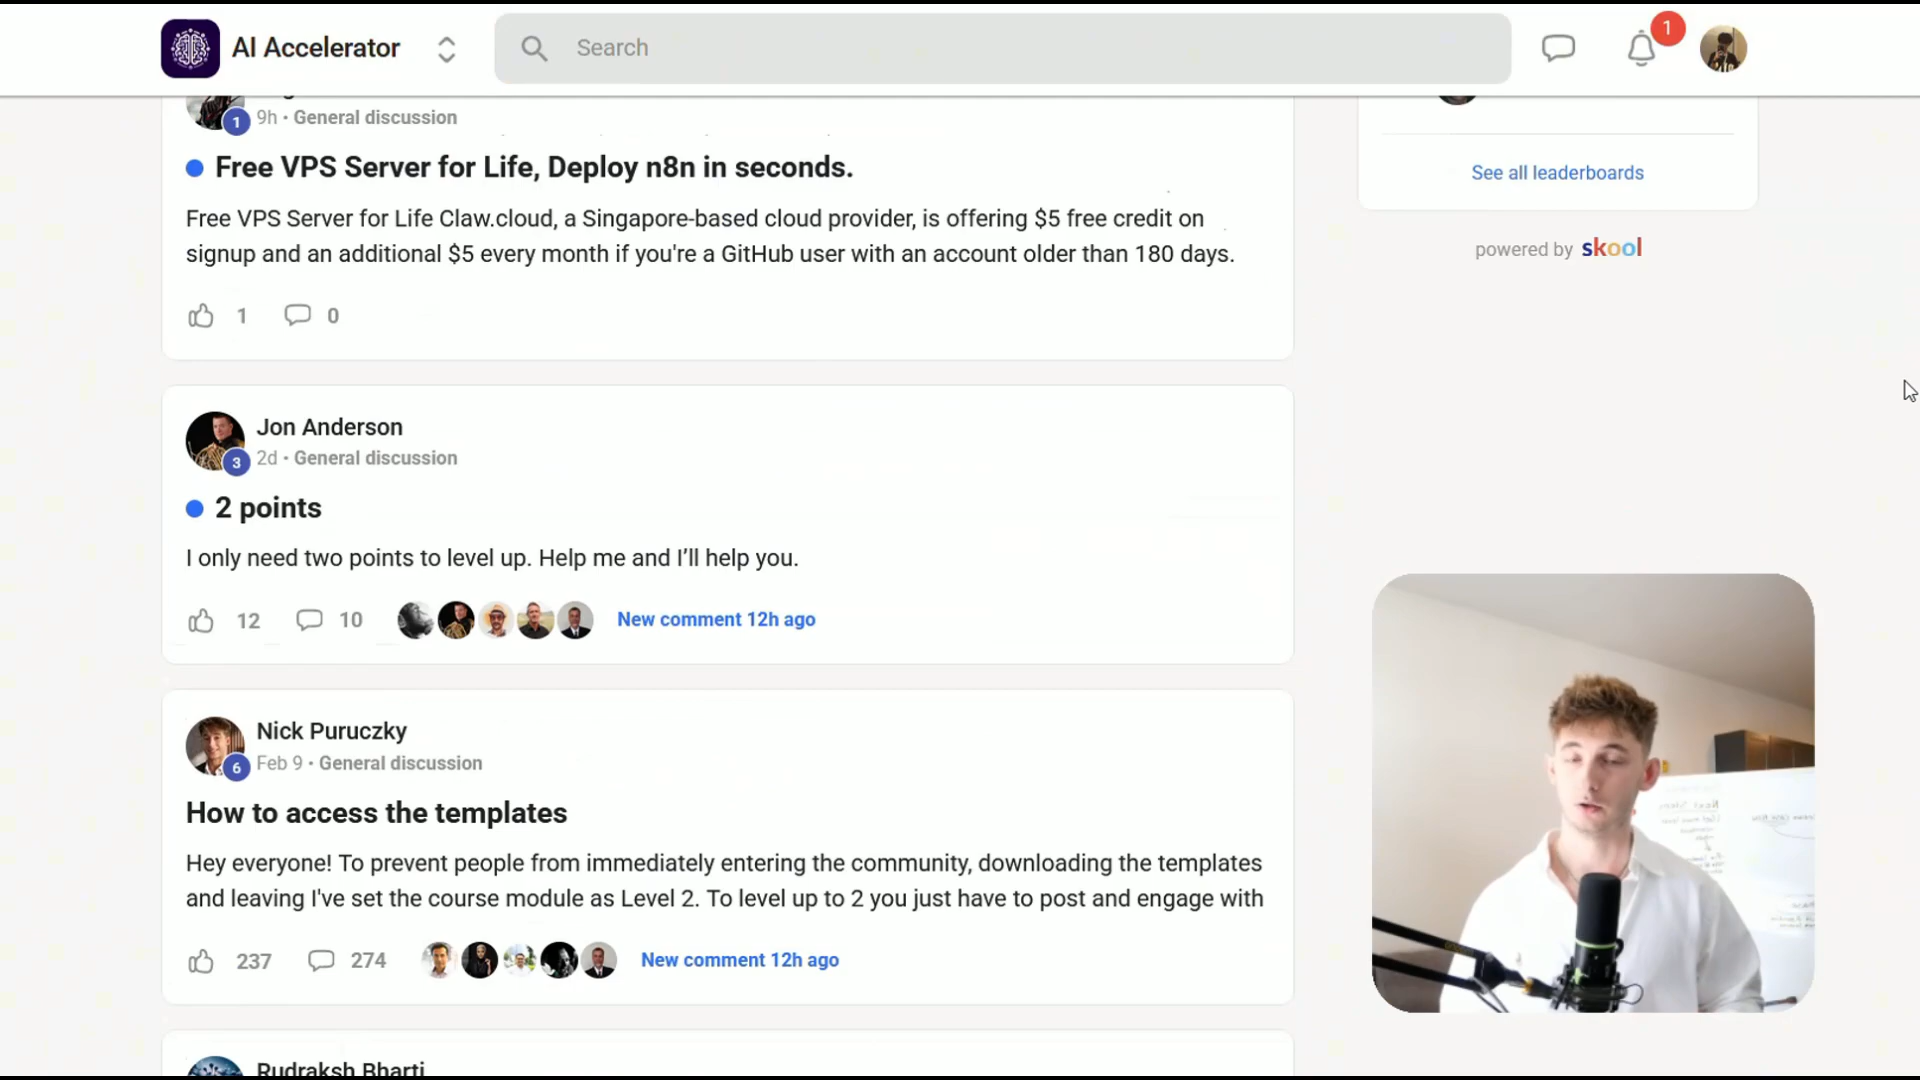 AI Accelerator
Search
1
1
9h • General discussion
Free VPS Server for Life, Deploy n8n in seconds.
Free VPS Server for Life Claw.cloud, a Singapore-based cloud provider, is offering $5 free credit on
signup and an additional $5 every month if you're a GitHub user with an account older than 180 days.
1
0
See all leaderboards
powered by skool
Jon Anderson
3
2d • General discussion
2 points
I only need two points to level up. Help me and I’ll help you.
12
10
New comment 12h ago
Nick Puruczky
6
Feb 9 • General discussion
How to access the templates
Hey everyone! To prevent people from immediately entering the community, downloading the templates
and leaving I've set the course module as Level 2. To level up to 2 you just have to post and engage with
237
274
New comment 12h ago
Rudraksh Bharti